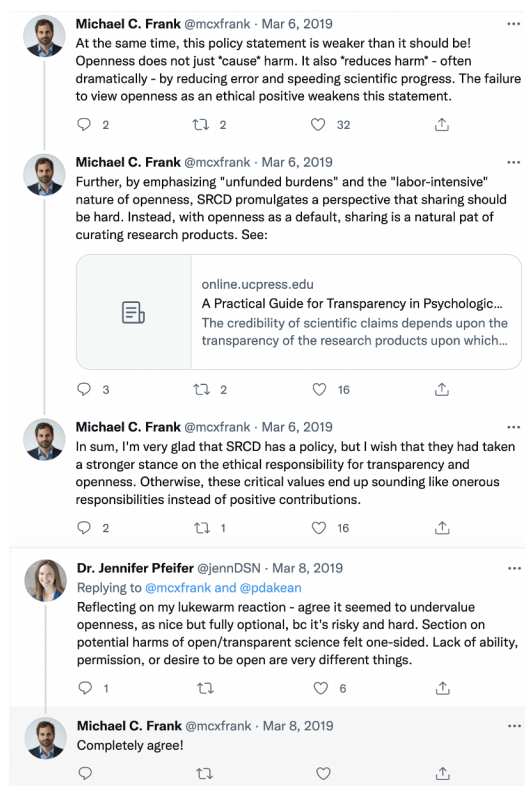 Michael C. Frank @mcxfrank · Mar 6, 2019
At the same time, this policy statement is weaker than it should be!
Openness does not just *cause* harm. It also *reduces harm* - often
dramatically - by reducing error and speeding scientific progress. The failure
to view openness as an ethical positive weakens this statement.
2 2 32
Michael C. Frank @mcxfrank · Mar 6, 2019
Further, by emphasizing "unfunded burdens" and the "labor-intensive"
nature of openness, SRCD promulgates a perspective that sharing should
be hard. Instead, with openness as a default, sharing is a natural pat of
curating research products. See:
online.ucpress.edu
A Practical Guide for Transparency in Psychologic...
The credibility of scientific claims depends upon the
transparency of the research products upon which...
3 2 16
Michael C. Frank @mcxfrank · Mar 6, 2019
In sum, I'm very glad that SRCD has a policy, but I wish that they had taken
a stronger stance on the ethical responsibility for transparency and
openness. Otherwise, these critical values end up sounding like onerous
responsibilities instead of positive contributions.
2 1 16
Dr. Jennifer Pfeifer @jennDSN · Mar 8, 2019
Replying to @mcxfrank and @pdakean
Reflecting on my lukewarm reaction - agree it seemed to undervalue
openness, as nice but fully optional, bc it's risky and hard. Section on
potential harms of open/transparent science felt one-sided. Lack of ability,
permission, or desire to be open are very different things.
1 6
Michael C. Frank @mcxfrank · Mar 8, 2019
Completely agree!